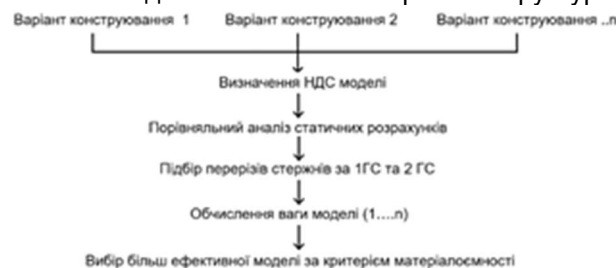 Варіант конструювання 1 Варіант конструювання 2 Варіант конструювання ..n
Визначення НДС моделі
Порівняльний аналіз статичних розрахунків
Підбір перерізів стержнів за 1ГС та 2 ГС
Обчислення ваги моделі (1....n)
Вибір більш ефективної моделі за критерієм матеріалоємності